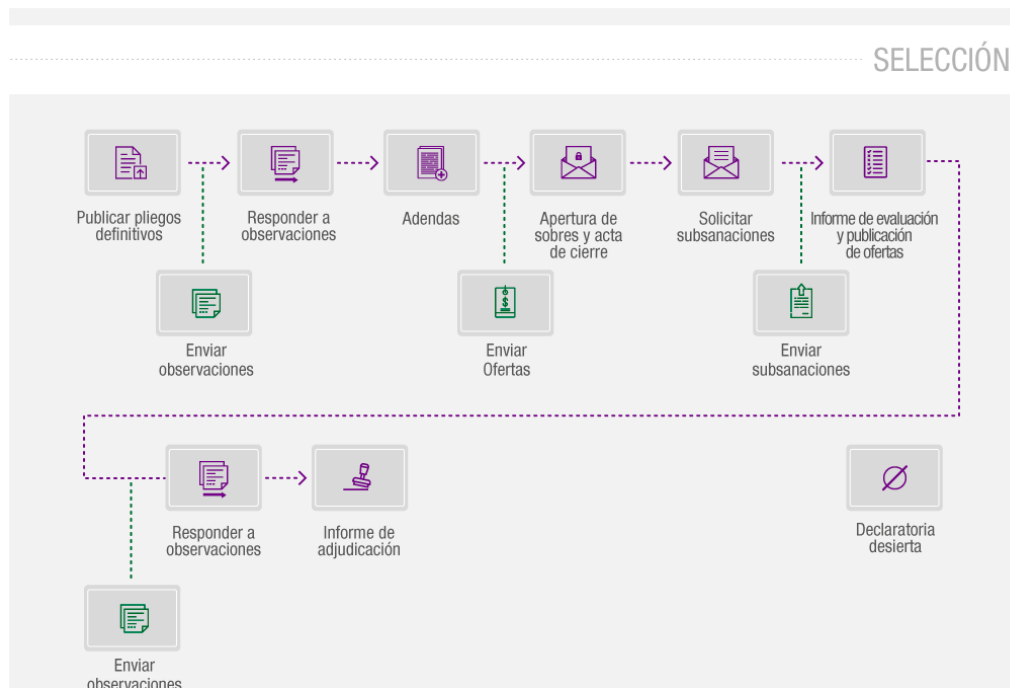 SELECCIÓN
Publicar pliegos
definitivos
Responder a
observaciones
Adendas
Apertura de
sobres y acta
de cierre
Solicitar
subsanaciones
Informe de evaluación
y publicación
de ofertas
Enviar
observaciones
Enviar
Ofertas
Enviar
subsanaciones
Responder a
observaciones
Informe de
adjudicación
Declaratoria
desierta
Enviar
observaciones